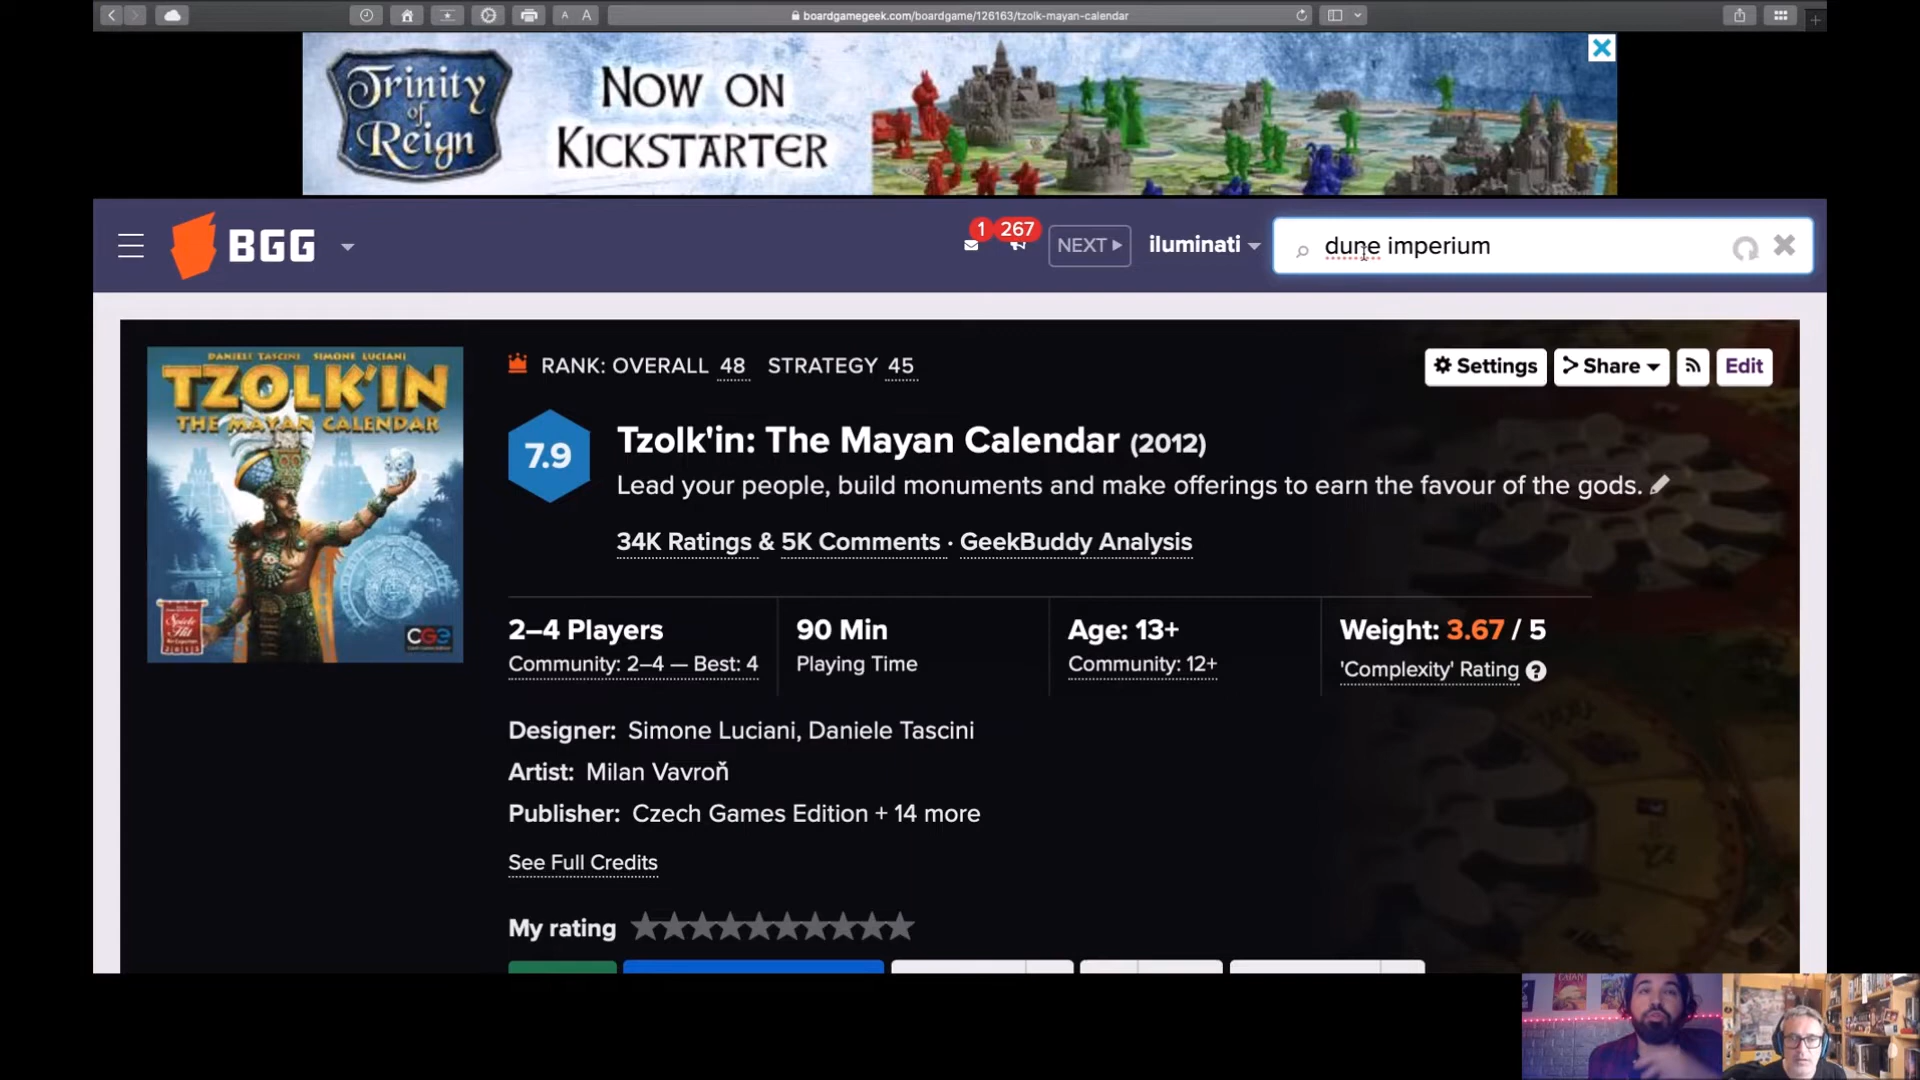 boardgamegeek.com/boardgame/126163/tzolk-mayan-calendar
A A
Trinity of Reign
NOW ON
KICKSTARTER
BGG
1 267
NEXT
iluminati
dune imperium
DANIELE TASCINI SIMONE LUCIANI
TZOLK'IN
THE MAYAN CALENDAR
CGE
RANK: OVERALL 48 STRATEGY 45
Settings
Share
Edit
7.9
Tzolk'in: The Mayan Calendar (2012)
Lead your people, build monuments and make offerings to earn the favour of the gods.
34K Ratings & 5K Comments · GeekBuddy Analysis
2–4 Players
Community: 2–4 — Best: 4
90 Min
Playing Time
Age: 13+
Community: 12+
Weight: 3.67 / 5
'Complexity' Rating ?
Designer: Simone Luciani, Daniele Tascini
Artist: Milan Vavroň
Publisher: Czech Games Edition + 14 more
See Full Credits
My rating